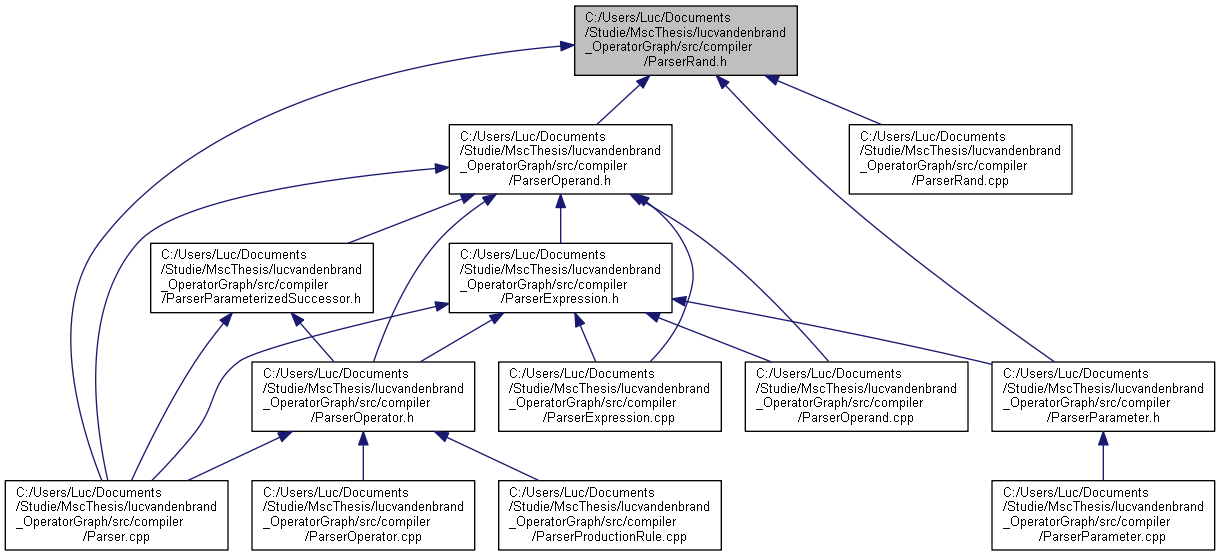 C:/Users/Luc/Documents
/Studie/MscThesis/lucvandenbrand
_OperatorGraph/src/compiler
/ParserRand.h
C:/Users/Luc/Documents
/Studie/MscThesis/lucvandenbrand
_OperatorGraph/src/compiler
/ParserOperand.h
C:/Users/Luc/Documents
/Studie/MscThesis/lucvandenbrand
_OperatorGraph/src/compiler
/ParserRand.cpp
C:/Users/Luc/Documents
/Studie/MscThesis/lucvandenbrand
_OperatorGraph/src/compiler
/ParserParameterizedSuccessor.h
C:/Users/Luc/Documents
/Studie/MscThesis/lucvandenbrand
_OperatorGraph/src/compiler
/ParserExpression.h
C:/Users/Luc/Documents
/Studie/MscThesis/lucvandenbrand
_OperatorGraph/src/compiler
/ParserOperator.h
C:/Users/Luc/Documents
/Studie/MscThesis/lucvandenbrand
_OperatorGraph/src/compiler
/ParserExpression.cpp
C:/Users/Luc/Documents
/Studie/MscThesis/lucvandenbrand
_OperatorGraph/src/compiler
/ParserOperand.cpp
C:/Users/Luc/Documents
/Studie/MscThesis/lucvandenbrand
_OperatorGraph/src/compiler
/ParserParameter.h
C:/Users/Luc/Documents
/Studie/MscThesis/lucvandenbrand
_OperatorGraph/src/compiler
/Parser.cpp
C:/Users/Luc/Documents
/Studie/MscThesis/lucvandenbrand
_OperatorGraph/src/compiler
/ParserOperator.cpp
C:/Users/Luc/Documents
/Studie/MscThesis/lucvandenbrand
_OperatorGraph/src/compiler
/ParserProductionRule.cpp
C:/Users/Luc/Documents
/Studie/MscThesis/lucvandenbrand
_OperatorGraph/src/compiler
/ParserParameter.cpp